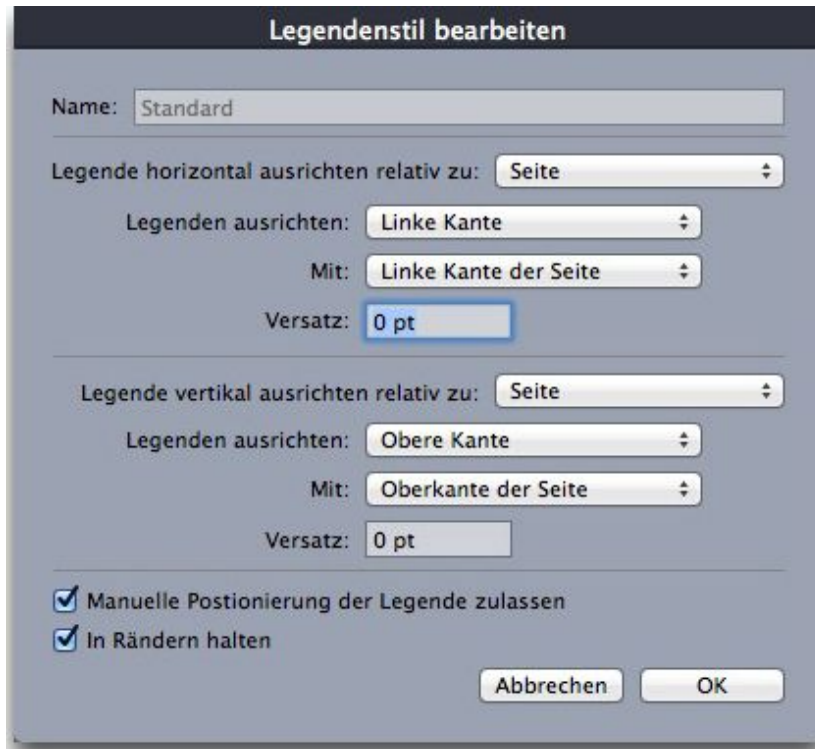 Legendenstil bearbeiten
Name: Standard
Legende horizontal ausrichten relativ zu: Seite
Legenden ausrichten: Linke Kante
Mit: Linke Kante der Seite
Versatz: 0 pt
Legende vertikal ausrichten relativ zu: Seite
Legenden ausrichten: Obere Kante
Mit: Oberkante der Seite
Versatz: 0 pt
Manuelle Postionierung der Legende zulassen
In Rändern halten
Abbrechen OK